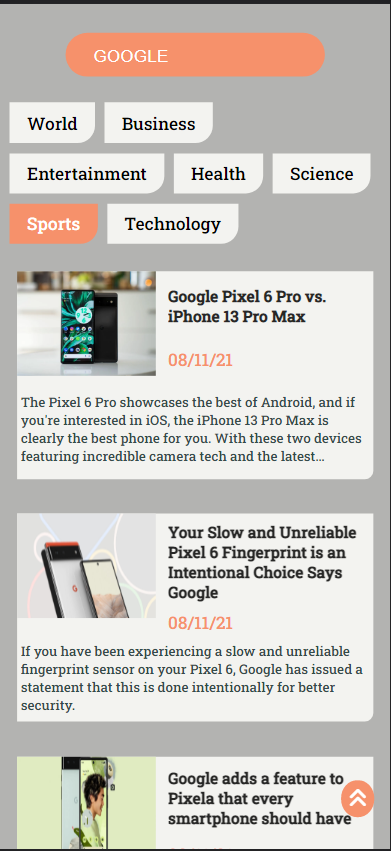 GOOGLE
World
Business
Entertainment
Health
Science
Sports
Technology
Google Pixel 6 Pro vs.
iPhone 13 Pro Max
08/11/21
The Pixel 6 Pro showcases the best of Android, and if
you're interested in iOS, the iPhone 13 Pro Max is
clearly the best phone for you. With these two devices
featuring incredible camera tech and the latest...
Your Slow and Unreliable
Pixel 6 Fingerprint is an
Intentional Choice Says
Google
08/11/21
If you have been experiencing a slow and unreliable
fingerprint sensor on your Pixel 6, Google has issued a
statement that this is done intentionally for better
security.
Google adds a feature to
Pixela that every
smartphone should have